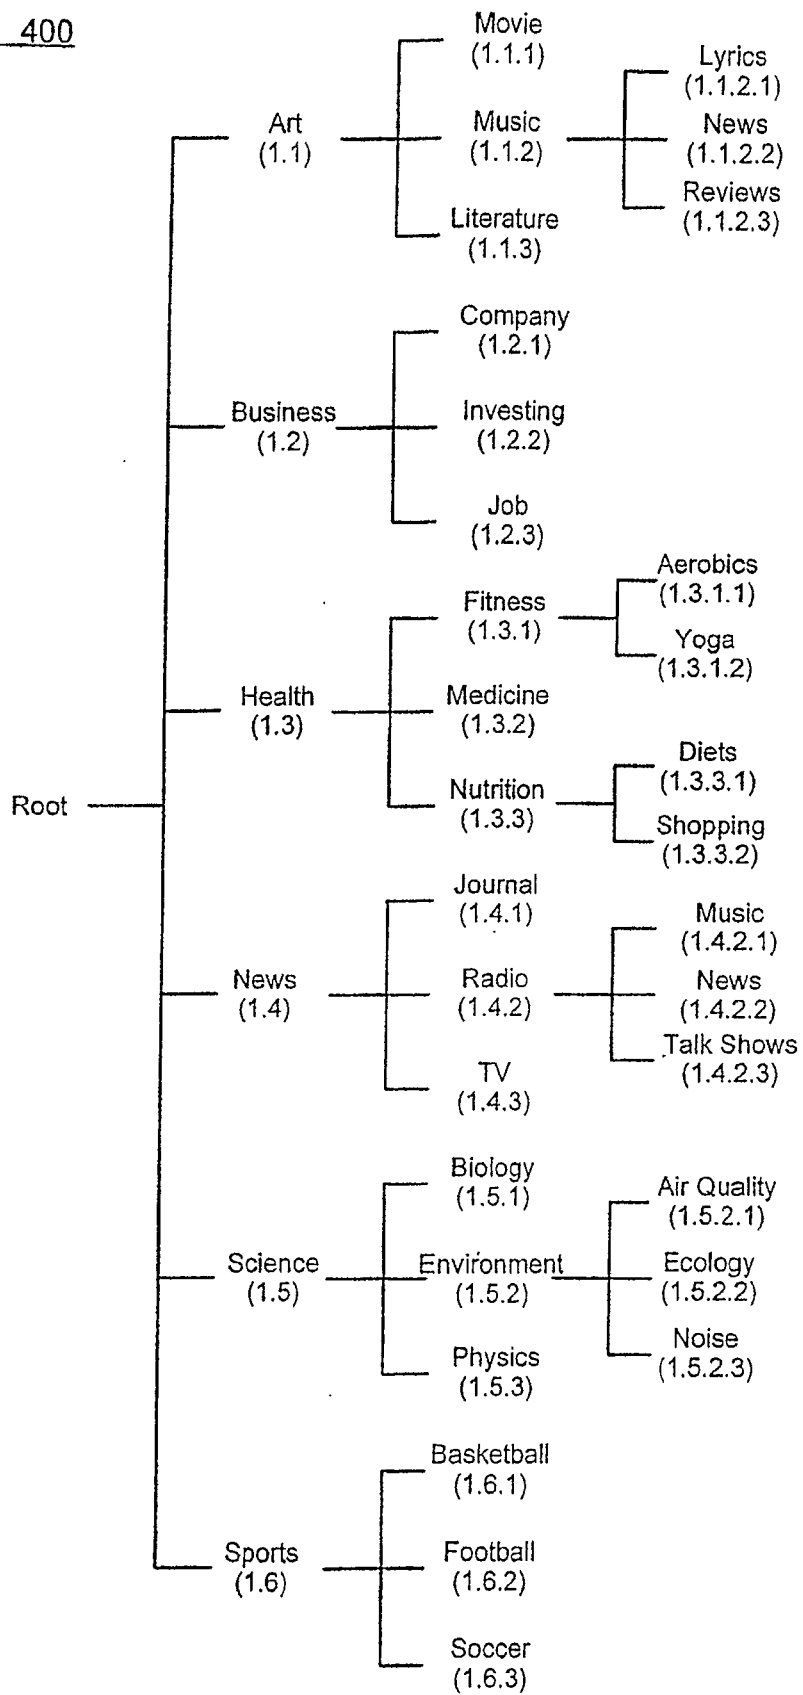 400
Movie
(1.1.1)
Lyrics
(1.1.2.1)
Art
(1.1)
Music
(1.1.2)
News
(1.1.2.2)
Reviews
(1.1.2.3)
Literature
(1.1.3)
Company
(1.2.1)
Business
(1.2)
Investing
(1.2.2)
Job
(1.2.3)
Aerobics
(1.3.1.1)
Fitness
(1.3.1)
Yoga
(1.3.1.2)
Health
(1.3)
Medicine
(1.3.2)
Diets
(1.3.3.1)
Root
Nutrition
(1.3.3)
Shopping
(1.3.3.2)
Journal
(1.4.1)
Music
(1.4.2.1)
News
(1.4)
Radio
(1.4.2)
News
(1.4.2.2)
Talk Shows
(1.4.2.3)
TV
(1.4.3)
Biology
(1.5.1)
Air Quality
(1.5.2.1)
Science
(1.5)
Environment
(1.5.2)
Ecology
(1.5.2.2)
Noise
(1.5.2.3)
Physics
(1.5.3)
Basketball
(1.6.1)
Sports
(1.6)
Football
(1.6.2)
Soccer
(1.6.3)